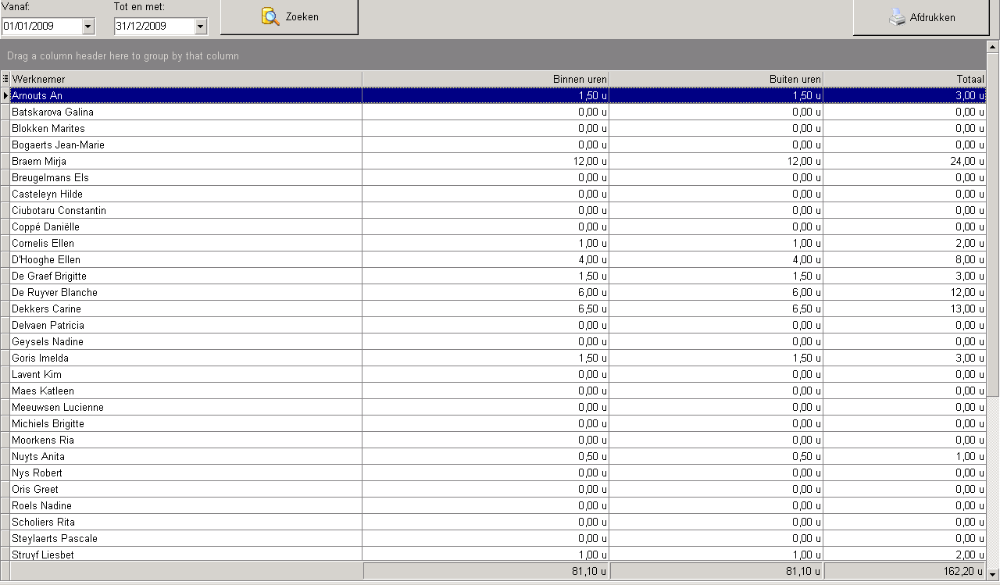 Vanaf: Tot en met:
01/01/2009 31/12/2009 Zoeken Afdrukken
Drag a column header here to group by that column
Werknemer Binnen uren Buiten uren Totaal
Arnouts An 1,50 u 1,50 u 3,00 u
Batskarova Galina 0,00 u 0,00 u 0,00 u
Blokken Marites 0,00 u 0,00 u 0,00 u
Bogaerts Jean-Marie 0,00 u 0,00 u 0,00 u
Braem Mirja 12,00 u 12,00 u 24,00 u
Breugelmans Els 0,00 u 0,00 u 0,00 u
Casteleyn Hilde 0,00 u 0,00 u 0,00 u
Ciubotaru Constantin 0,00 u 0,00 u 0,00 u
Coppé Daniëlle 0,00 u 0,00 u 0,00 u
Cornelis Ellen 1,00 u 1,00 u 2,00 u
D'Hooghe Ellen 4,00 u 4,00 u 8,00 u
De Graef Brigitte 1,50 u 1,50 u 3,00 u
De Ruyver Blanche 6,00 u 6,00 u 12,00 u
Dekkers Carine 6,50 u 6,50 u 13,00 u
Delvaen Patricia 0,00 u 0,00 u 0,00 u
Geysels Nadine 0,00 u 0,00 u 0,00 u
Goris Imelda 1,50 u 1,50 u 3,00 u
Lavent Kim 0,00 u 0,00 u 0,00 u
Maes Katleen 0,00 u 0,00 u 0,00 u
Meeuwsen Lucienne 0,00 u 0,00 u 0,00 u
Michiels Brigitte 0,00 u 0,00 u 0,00 u
Moorkens Ria 0,00 u 0,00 u 0,00 u
Nuyts Anita 0,50 u 0,50 u 1,00 u
Nys Robert 0,00 u 0,00 u 0,00 u
Oris Greet 0,00 u 0,00 u 0,00 u
Roels Nadine 0,00 u 0,00 u 0,00 u
Scholiers Rita 0,00 u 0,00 u 0,00 u
Steylaerts Pascale 0,00 u 0,00 u 0,00 u
Struyf Liesbet 1,00 u 1,00 u 2,00 u
81,10 u 81,10 u 162,20 u